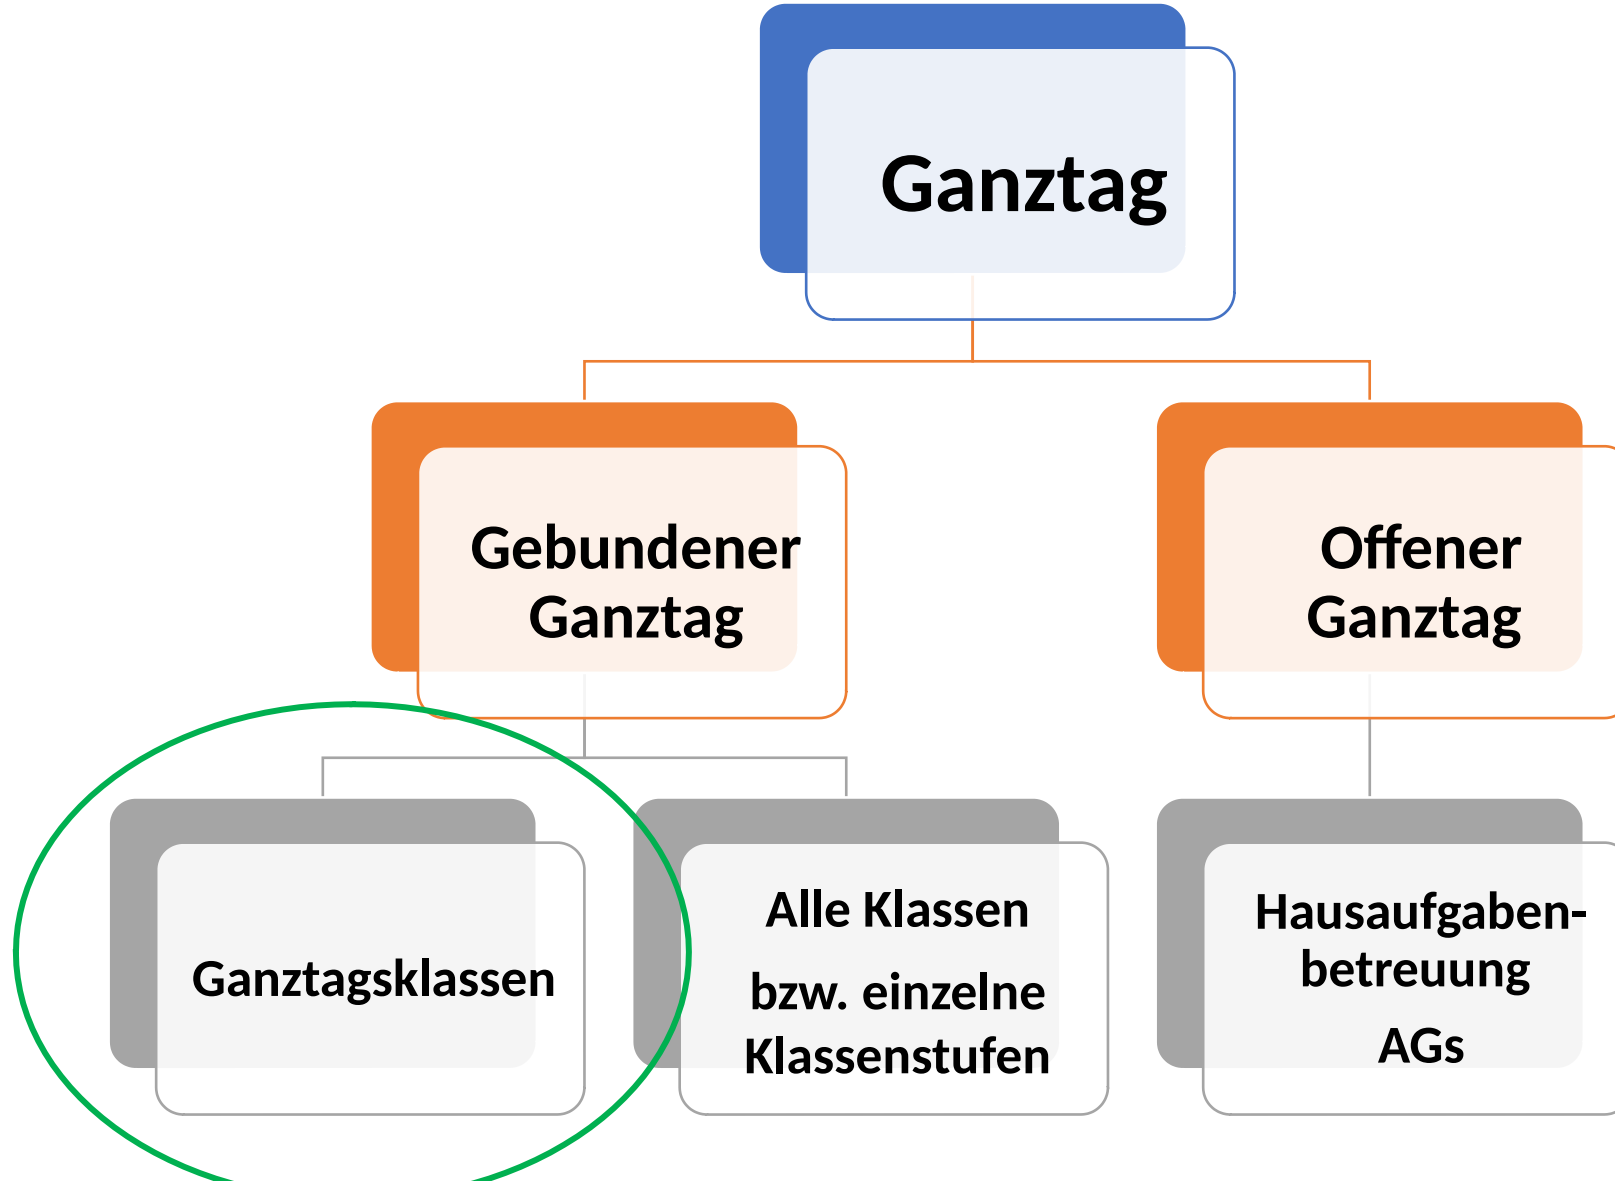 Ganztag
Gebundener
Ganztag
Offener
Ganztag
Ganztagsklassen
Alle Klassen
bzw. einzelne
Klassenstufen
Hausaufgaben-
betreuung
AGs